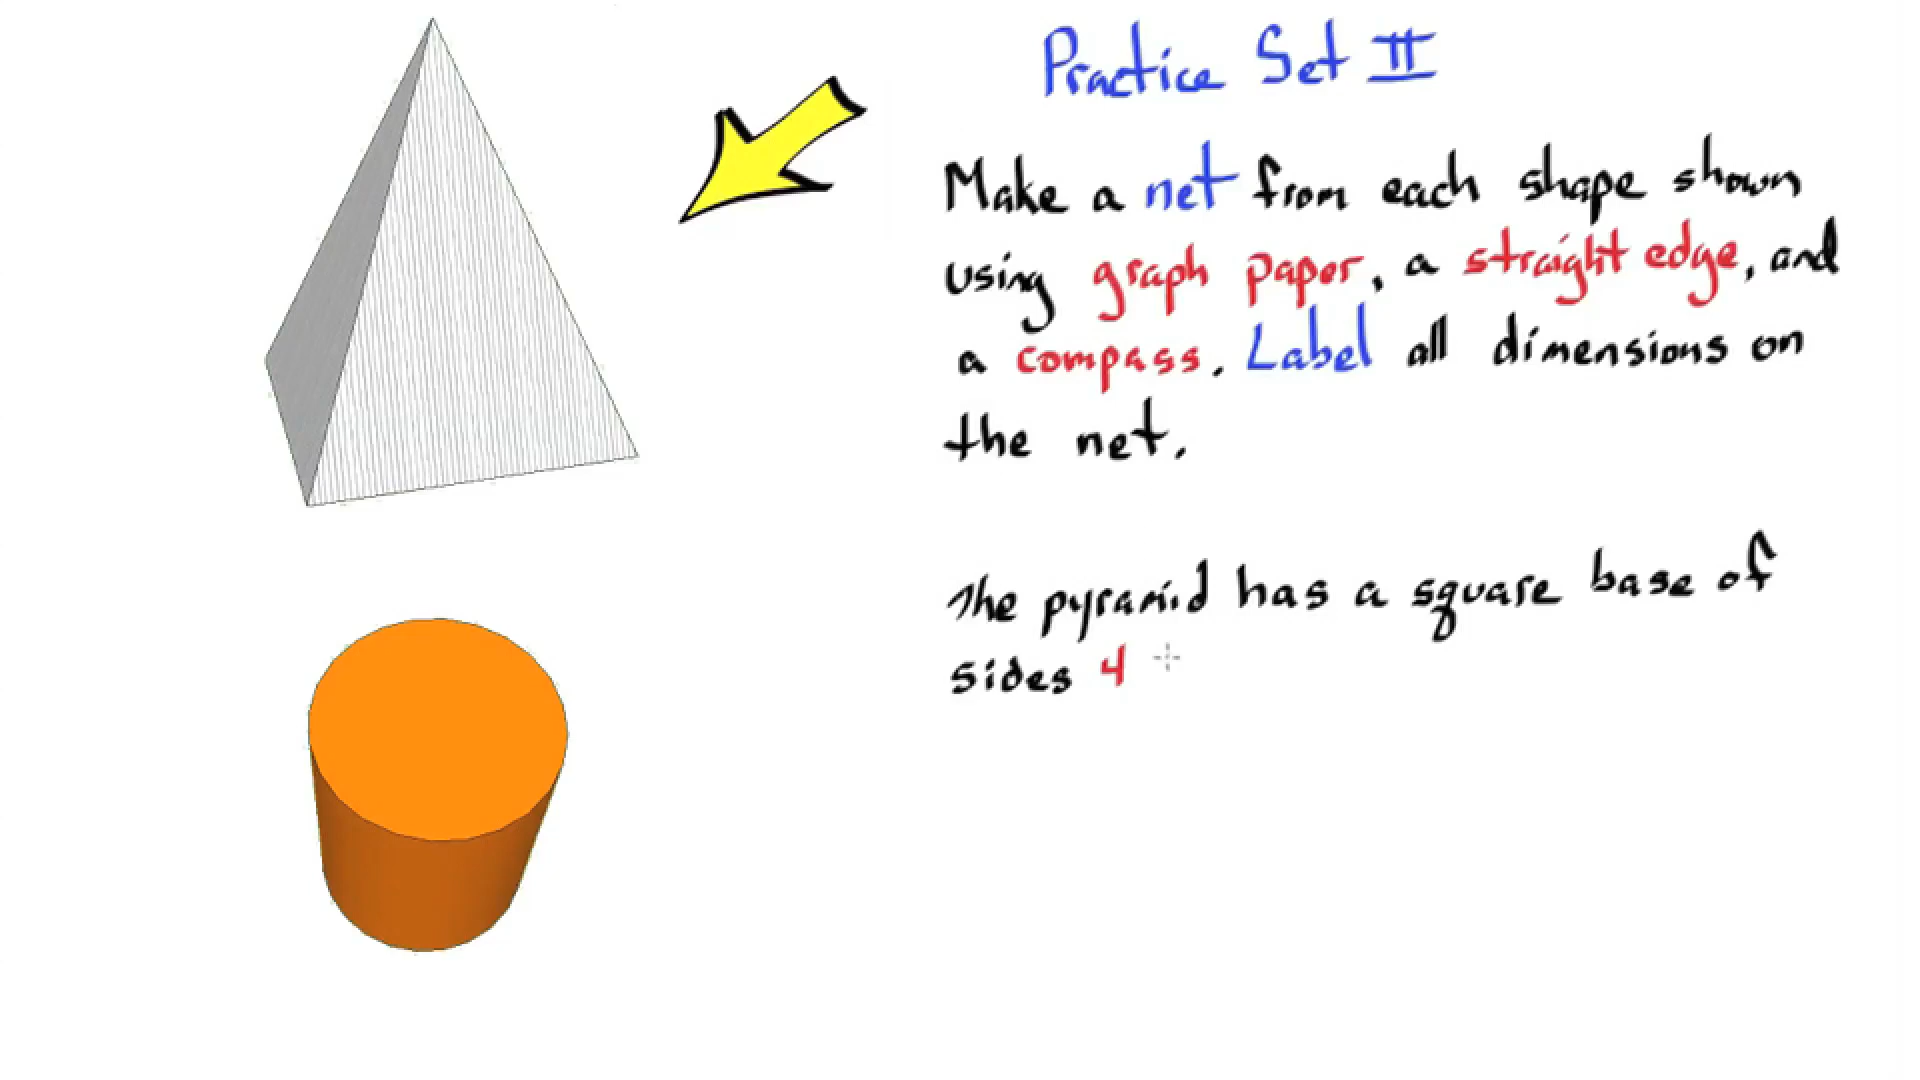 Practice Set II
Make a net from each shape shown
using graph paper, a straight edge, and
a compass. Label all dimensions on
the net.
The pyramid has a square base of
sides 4